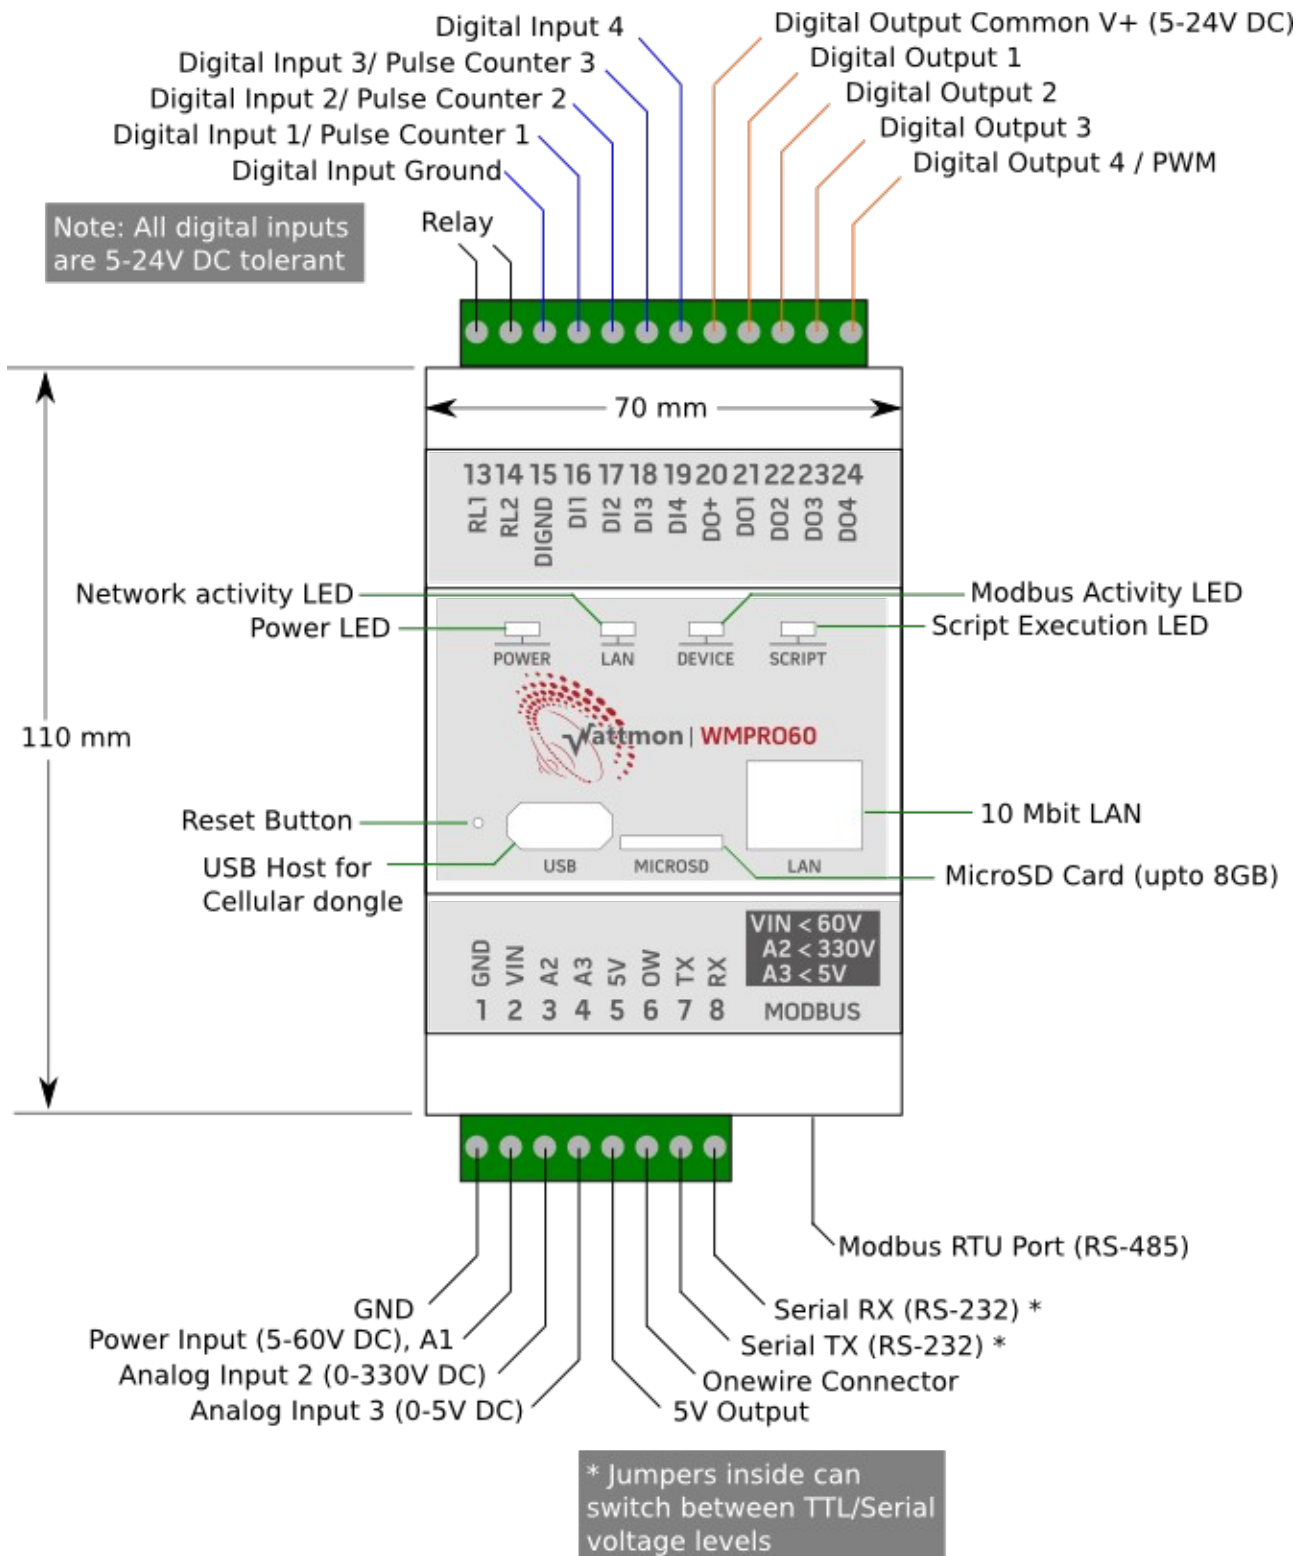 Digital Input 4
Digital Output Common V+ (5-24V DC)
Digital Input 3/ Pulse Counter 3
Digital Output 1
Digital Input 2/ Pulse Counter 2
Digital Output 2
Digital Input 1/ Pulse Counter 1
Digital Output 3
Digital Input Ground
Digital Output 4 / PWM
Note: All digital inputs
are 5-24V DC tolerant
Relay
70 mm
13 14 15 16 17 18 19 20 21 22 23 24
RL1 RL2 DIGND DI1 DI2 DI3 DI4 DO+ DO1 DO2 DO3 DO4
Network activity LED
Modbus Activity LED
Power LED
Script Execution LED
POWER LAN DEVICE SCRIPT
110 mm
Wattmon | WMPRO60
Reset Button
10 Mbit LAN
USB Host for
Cellular dongle
USB MICROSD LAN
MicroSD Card (upto 8GB)
VIN < 60V
A2 < 330V
A3 < 5V
GND VIN A2 A3 5V OW TX RX
1 2 3 4 5 6 7 8 MODBUS
Modbus RTU Port (RS-485)
GND
Serial RX (RS-232) *
Power Input (5-60V DC), A1
Serial TX (RS-232) *
Analog Input 2 (0-330V DC)
Onewire Connector
Analog Input 3 (0-5V DC)
5V Output
* Jumpers inside can
switch between TTL/Serial
voltage levels